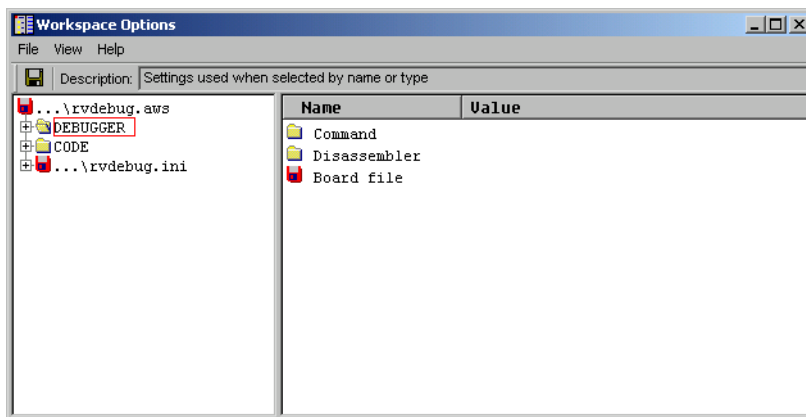 Workspace Options
File View Help
Description: Settings used when selected by name or type
...\rvdebug.aws
DEBUGGER
CODE
...\rvdebug.ini
Name Value
Command
Disassembler
Board file